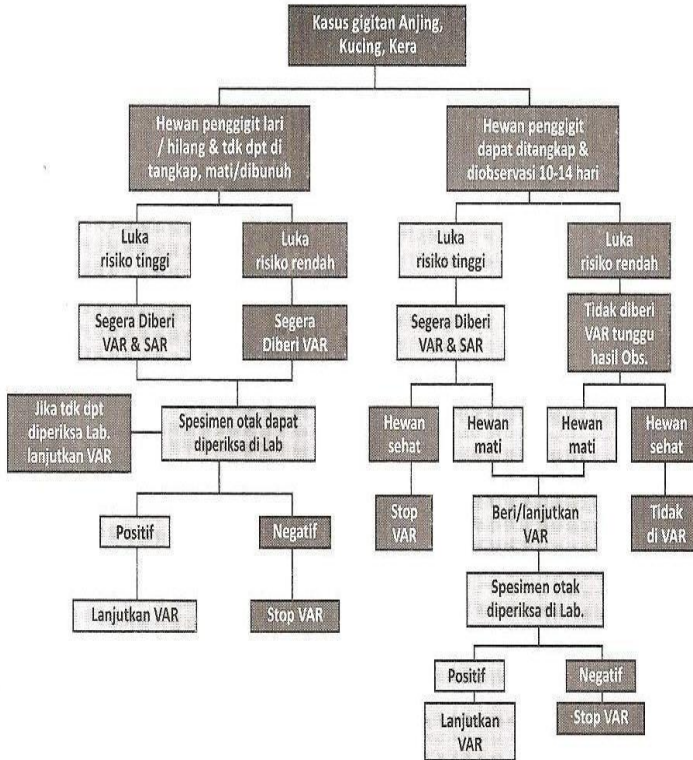 Kasus gigitan Anjing,
Kucing, Kera
Hewan penggigit lari
/ hilang & tdk dpt di
tangkap, mati/dibunuh
Hewan penggigit
dapat ditangkap &
diobservasi 10-14 hari
Luka
risiko tinggi
Luka
risiko rendah
Luka
risiko tinggi
Luka
risiko rendah
Segera Diberi
VAR & SAR
Segera
Diberi VAR
Segera Diberi
VAR & SAR
Tidak diberi
VAR tunggu
hasil Obs.
Jika tdk dpt
diperiksa Lab.
lanjutkan VAR
Spesimen otak dapat
diperiksa di Lab
Hewan
sehat
Hewan
mati
Hewan
mati
Hewan
sehat
Positif
Negatif
Stop
VAR
Beri/lanjutkan
VAR
Tidak
di VAR
Lanjutkan VAR
Stop VAR
Spesimen otak
diperiksa di Lab.
Positif
Negatif
Lanjutkan
VAR
Stop VAR